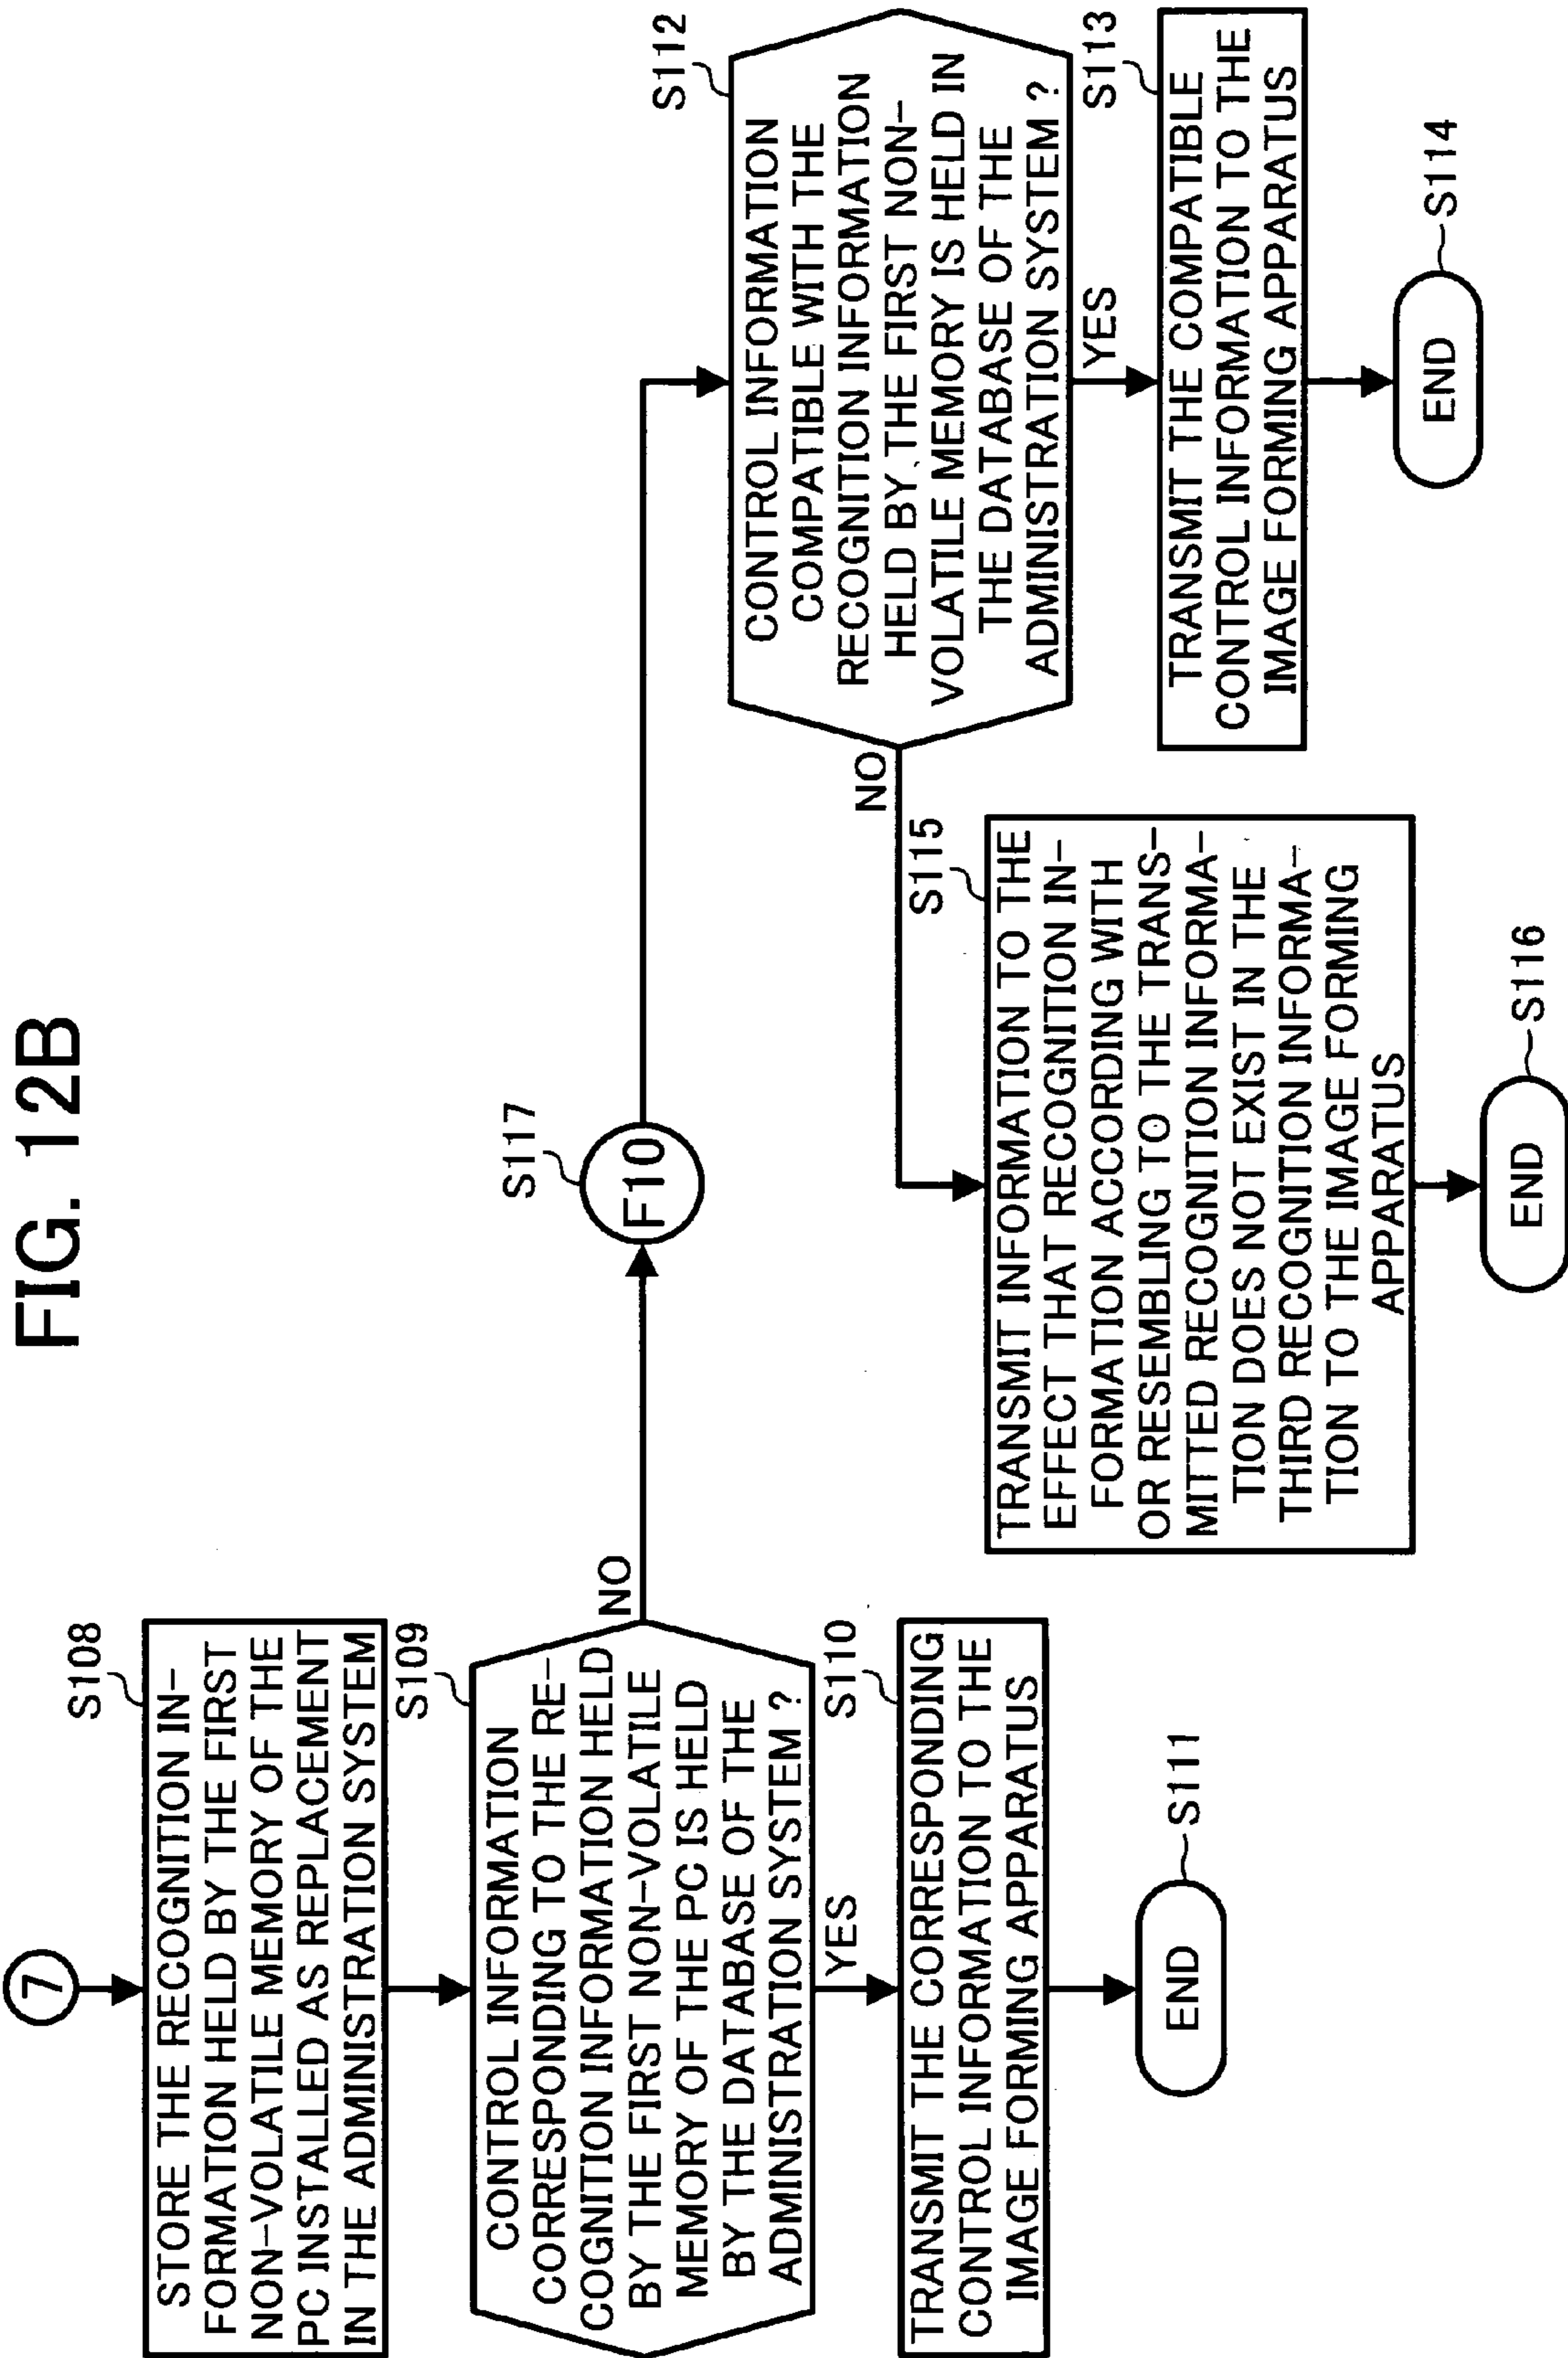 FIG. 12B
7
S108
STORE THE RECOGNITION IN-
FORMATION HELD BY THE FIRST
NON-VOLATILE MEMORY OF THE
PC INSTALLED AS REPLACEMENT
IN THE ADMINISTRATION SYSTEM
S109
CONTROL INFORMATION
CORRESPONDING TO THE RE-
COGNITION INFORMATION HELD
BY THE FIRST NON-VOLATILE
MEMORY OF THE PC IS HELD
BY THE DATABASE OF THE
ADMINISTRATION SYSTEM ?
NO
YES
S110
TRANSMIT THE CORRESPONDING
CONTROL INFORMATION TO THE
IMAGE FORMING APPARATUS
END
S111
S117
F10
S112
CONTROL INFORMATION
COMPATIBLE WITH THE
RECOGNITION INFORMATION
HELD BY THE FIRST NON-
VOLATILE MEMORY IS HELD IN
THE DATABASE OF THE
ADMINISTRATION SYSTEM ?
NO
YES
S113
TRANSMIT THE COMPATIBLE
CONTROL INFORMATION TO THE
IMAGE FORMING APPARATUS
END
S114
S115
TRANSMIT INFORMATION TO THE
EFFECT THAT RECOGNITION IN-
FORMATION ACCORDING WITH
OR RESEMBLING TO THE TRANS-
MITTED RECOGNITION INFORMA-
TION DOES NOT EXIST IN THE
THIRD RECOGNITION INFORMA-
TION TO THE IMAGE FORMING
APPARATUS
END
S116